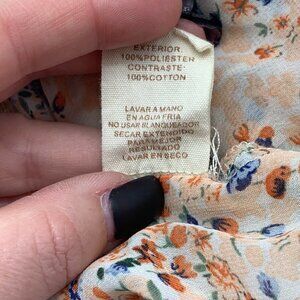 EXTERIOR
100%POLIESTER
CONTRASTE:
100%COTTON
LAVAR A MANO
EN AGUA FRIA
NO USAR BLANQUEADOR
SECAR EXTENDIDO
PARA MEJOR
RESULTADO
LAVAR EN SECO